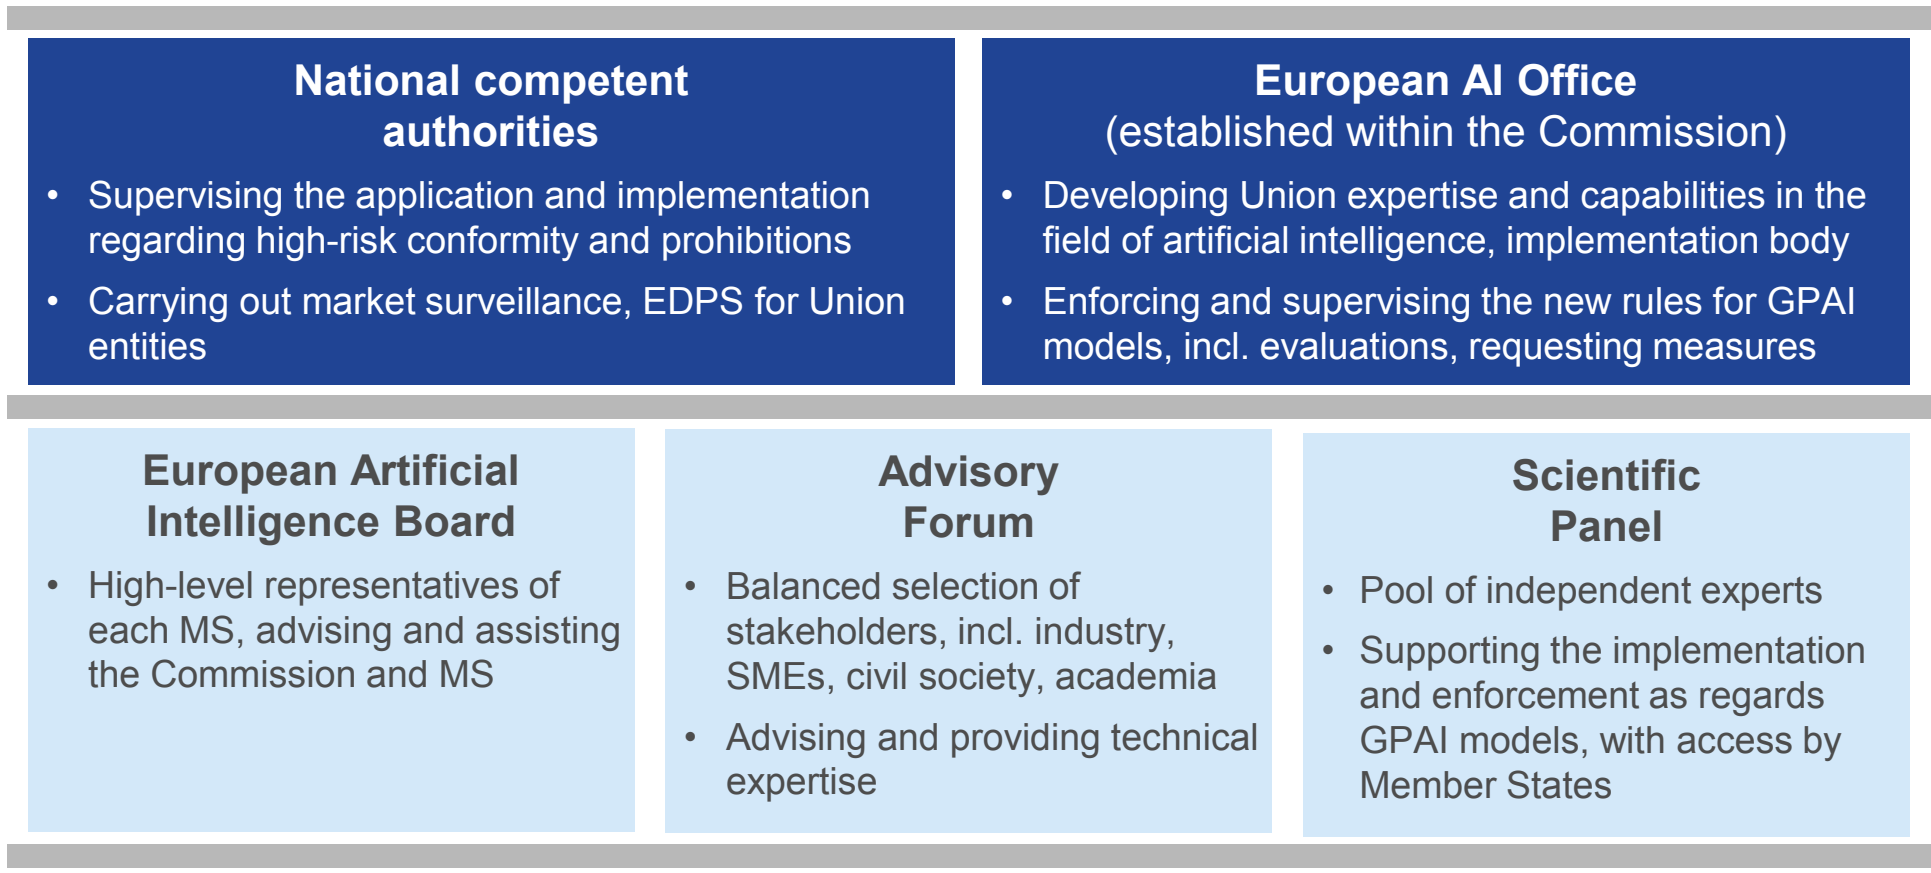 National competent
authorities
• Supervising the application and implementation
regarding high-risk conformity and prohibitions
• Carrying out market surveillance, EDPS for Union
entities
European AI Office
(established within the Commission)
• Developing Union expertise and capabilities in the
field of artificial intelligence, implementation body
• Enforcing and supervising the new rules for GPAI
models, incl. evaluations, requesting measures
European Artificial
Intelligence Board
• High-level representatives of
each MS, advising and assisting
the Commission and MS
Advisory
Forum
• Balanced selection of
stakeholders, incl. industry,
SMEs, civil society, academia
• Advising and providing technical
expertise
Scientific
Panel
• Pool of independent experts
• Supporting the implementation
and enforcement as regards
GPAI models, with access by
Member States